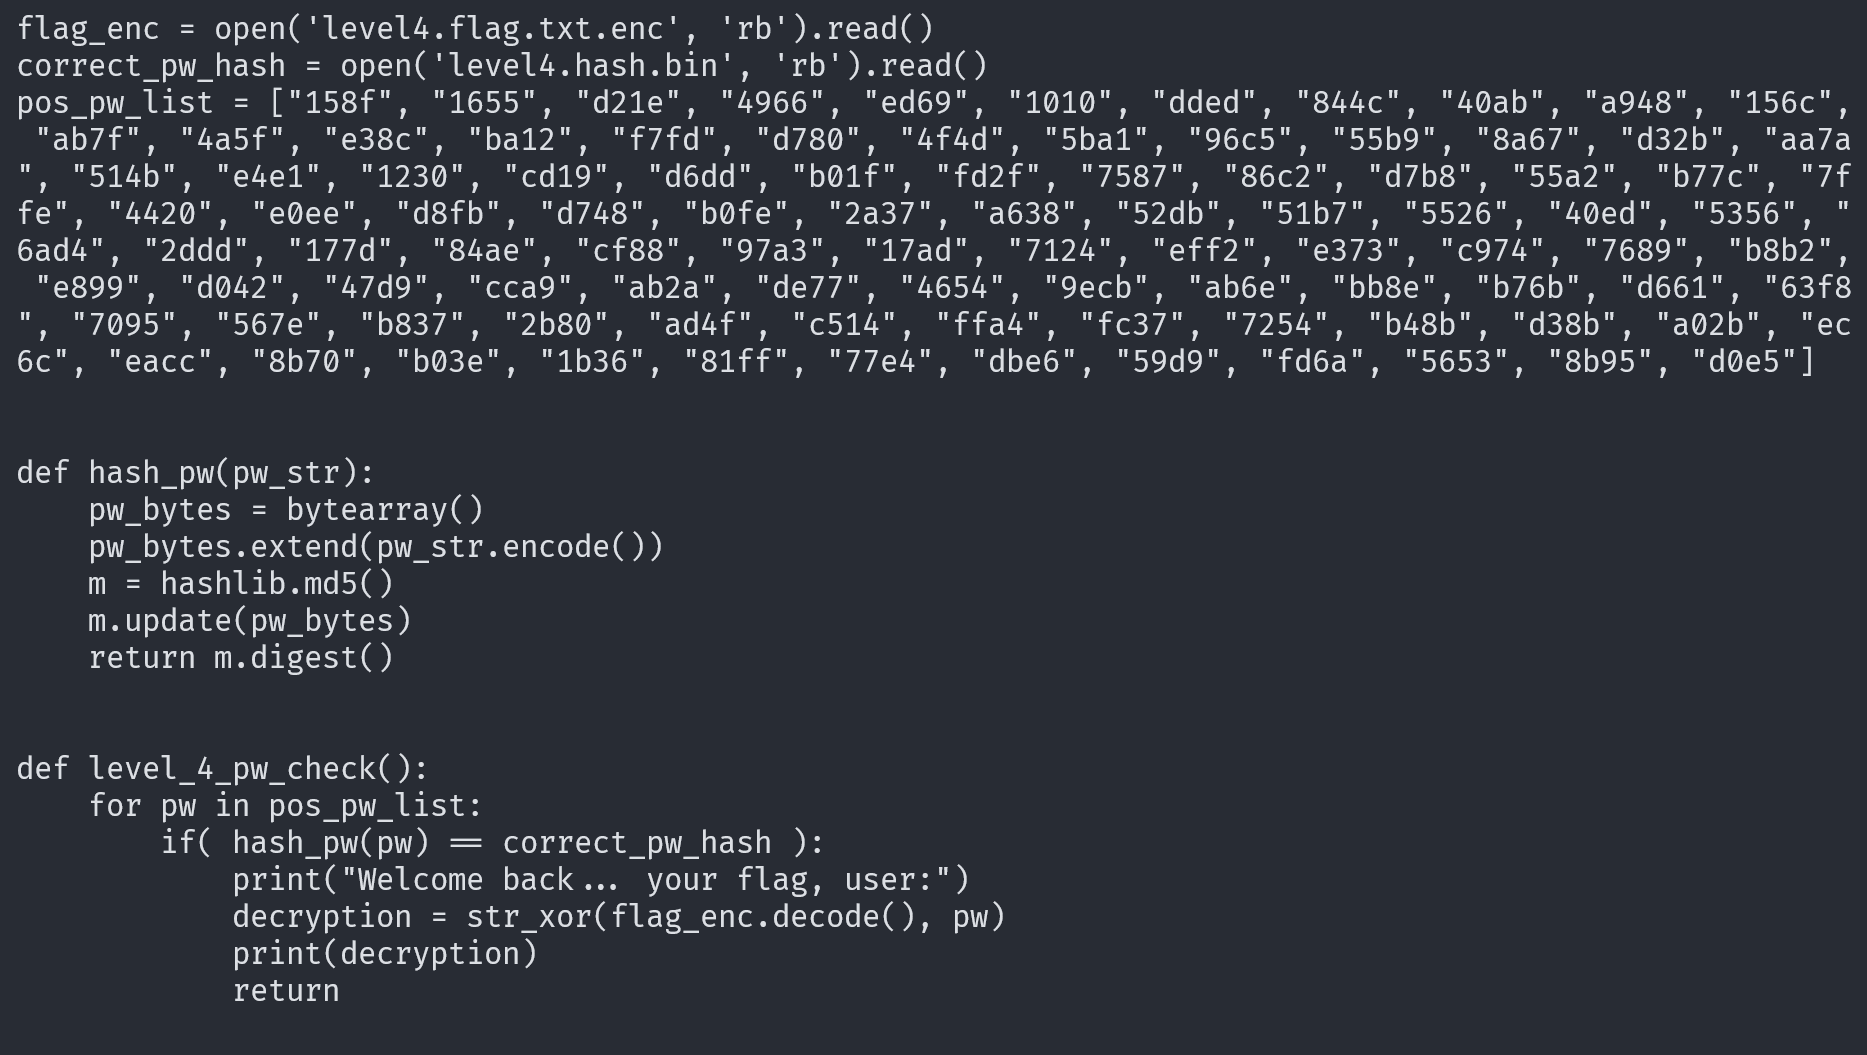 flag_enc = open('level4.flag.txt.enc', 'rb').read()
correct_pw_hash = open('level4.hash.bin', 'rb').read()
pos_pw_list = ["158f", "1655", "d21e", "4966", "ed69", "1010", "dded", "844c", "40ab", "a948", "156c",
 "ab7f", "4a5f", "e38c", "ba12", "f7fd", "d780", "4f4d", "5ba1", "96c5", "55b9", "8a67", "d32b", "aa7a
", "514b", "e4e1", "1230", "cd19", "d6dd", "b01f", "fd2f", "7587", "86c2", "d7b8", "55a2", "b77c", "7f
fe", "4420", "e0ee", "d8fb", "d748", "b0fe", "2a37", "a638", "52db", "51b7", "5526", "40ed", "5356", "
6ad4", "2ddd", "177d", "84ae", "cf88", "97a3", "17ad", "7124", "eff2", "e373", "c974", "7689", "b8b2",
 "e899", "d042", "47d9", "cca9", "ab2a", "de77", "4654", "9ecb", "ab6e", "bb8e", "b76b", "d661", "63f8
", "7095", "567e", "b837", "2b80", "ad4f", "c514", "ffa4", "fc37", "7254", "b48b", "d38b", "a02b", "ec
6c", "eacc", "8b70", "b03e", "1b36", "81ff", "77e4", "dbe6", "59d9", "fd6a", "5653", "8b95", "d0e5"]
def hash_pw(pw_str):
    pw_bytes = bytearray()
    pw_bytes.extend(pw_str.encode())
    m = hashlib.md5()
    m.update(pw_bytes)
    return m.digest()
def level_4_pw_check():
    for pw in pos_pw_list:
        if( hash_pw(pw) == correct_pw_hash ):
            print("Welcome back... your flag, user:")
            decryption = str_xor(flag_enc.decode(), pw)
            print(decryption)
            return